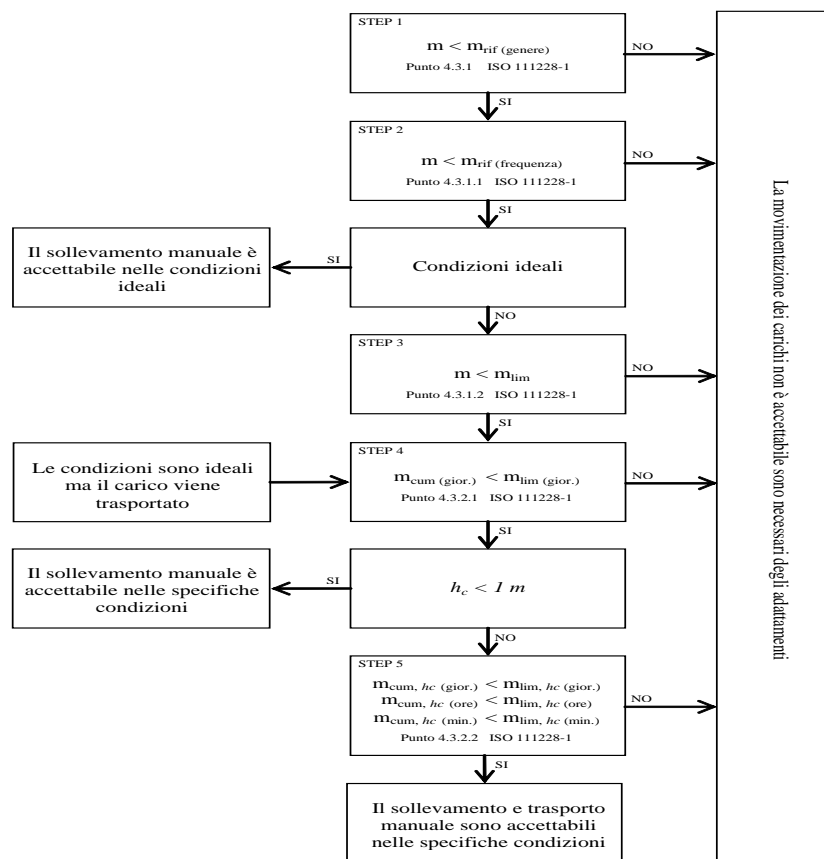 STEP 1
m < mrif (genere)
Punto 4.3.1 ISO 111228-1
NO
SI
STEP 2
m < mrif (frequenza)
Punto 4.3.1.1 ISO 111228-1
NO
SI
Il sollevamento manuale è
accettabile nelle condizioni
ideali
SI
Condizioni ideali
NO
STEP 3
m < mlim
Punto 4.3.1.2 ISO 111228-1
NO
SI
Le condizioni sono ideali
ma il carico viene
trasportato
STEP 4
mcum (gior.) < mlim (gior.)
Punto 4.3.2.1 ISO 111228-1
NO
SI
Il sollevamento manuale è
accettabile nelle specifiche
condizioni
SI
hc < 1 m
NO
STEP 5
mcum, hc (gior.) < mlim, hc (gior.)
mcum, hc (ore) < mlim, hc (ore)
mcum, hc (min.) < mlim, hc (min.)
Punto 4.3.2.2 ISO 111228-1
NO
SI
Il sollevamento e trasporto
manuale sono accettabili
nelle specifiche condizioni
La movimentazione dei carichi non è accettabile sono necessari degli adattamenti